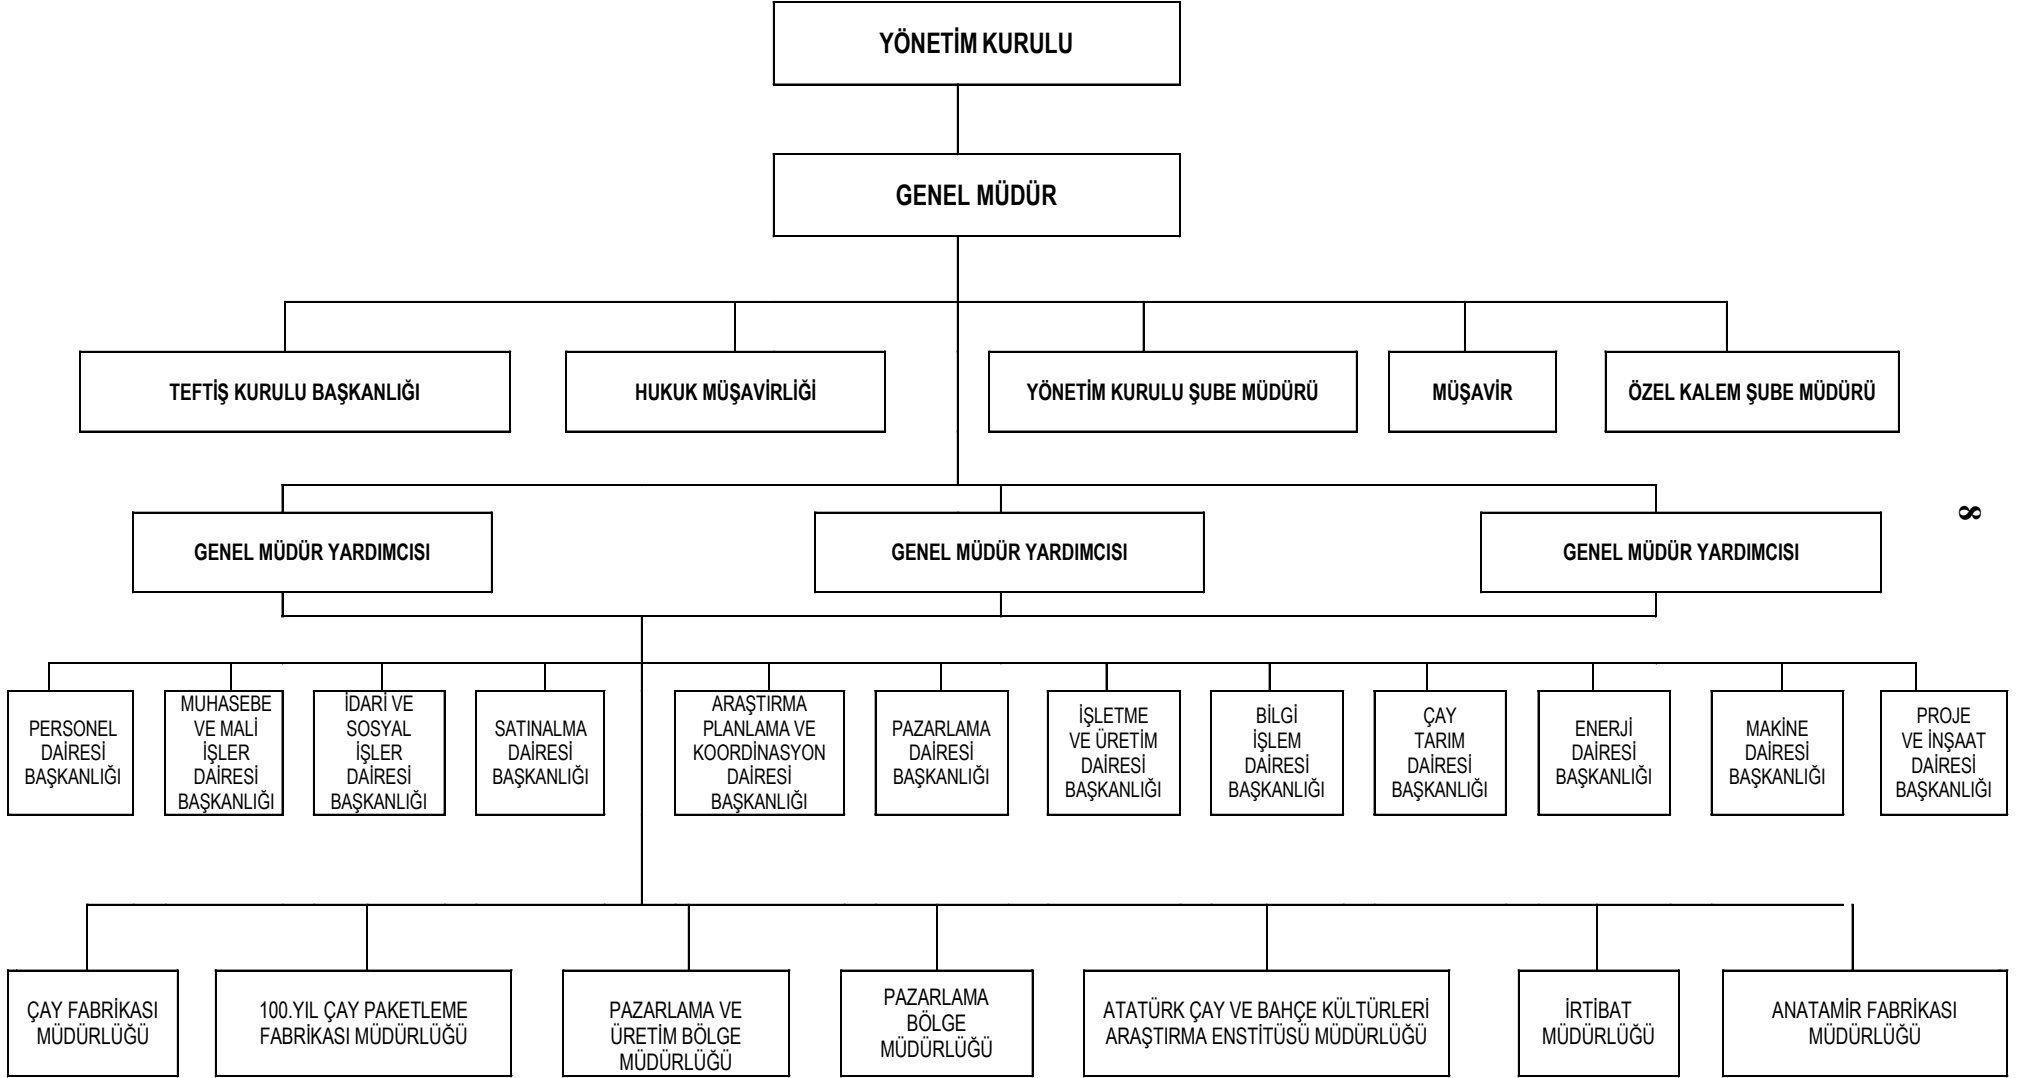 YÖNETİM KURULU
GENEL MÜDÜR
TEFTİŞ KURULU BAŞKANLIĞI
HUKUK MÜŞAVİRLİĞİ
YÖNETİM KURULU ŞUBE MÜDÜRÜ
MÜŞAVİR
ÖZEL KALEM ŞUBE MÜDÜRÜ
8
GENEL MÜDÜR YARDIMCISI
GENEL MÜDÜR YARDIMCISI
GENEL MÜDÜR YARDIMCISI
PERSONEL
DAİRESİ
BAŞKANLIĞI
MUHASEBE
VE MALİ
İŞLER
DAİRESİ
BAŞKANLIĞI
İDARİ VE
SOSYAL
İŞLER
DAİRESİ
BAŞKANLIĞI
SATINALMA
DAİRESİ
BAŞKANLIĞI
ARAŞTIRMA
PLANLAMA VE
KOORDİNASYON
DAİRESİ
BAŞKANLIĞI
PAZARLAMA
DAİRESİ
BAŞKANLIĞI
İŞLETME
VE ÜRETİM
DAİRESİ
BAŞKANLIĞI
BİLGİ
İŞLEM
DAİRESİ
BAŞKANLIĞI
ÇAY
TARIM
DAİRESİ
BAŞKANLIĞI
ENERJİ
DAİRESİ
BAŞKANLIĞI
MAKİNE
DAİRESİ
BAŞKANLIĞI
PROJE
VE İNŞAAT
DAİRESİ
BAŞKANLIĞI
ÇAY FABRİKASI
MÜDÜRLÜĞÜ
100.YIL ÇAY PAKETLEME
FABRİKASI MÜDÜRLÜĞÜ
PAZARLAMA VE
ÜRETİM BÖLGE
MÜDÜRLÜĞÜ
PAZARLAMA
BÖLGE
MÜDÜRLÜĞÜ
ATATÜRK ÇAY VE BAHÇE KÜLTÜRLERİ
ARAŞTIRMA ENSTİTÜSÜ MÜDÜRLÜĞÜ
İRTİBAT
MÜDÜRLÜĞÜ
ANATAMİR FABRİKASI
MÜDÜRLÜĞÜ